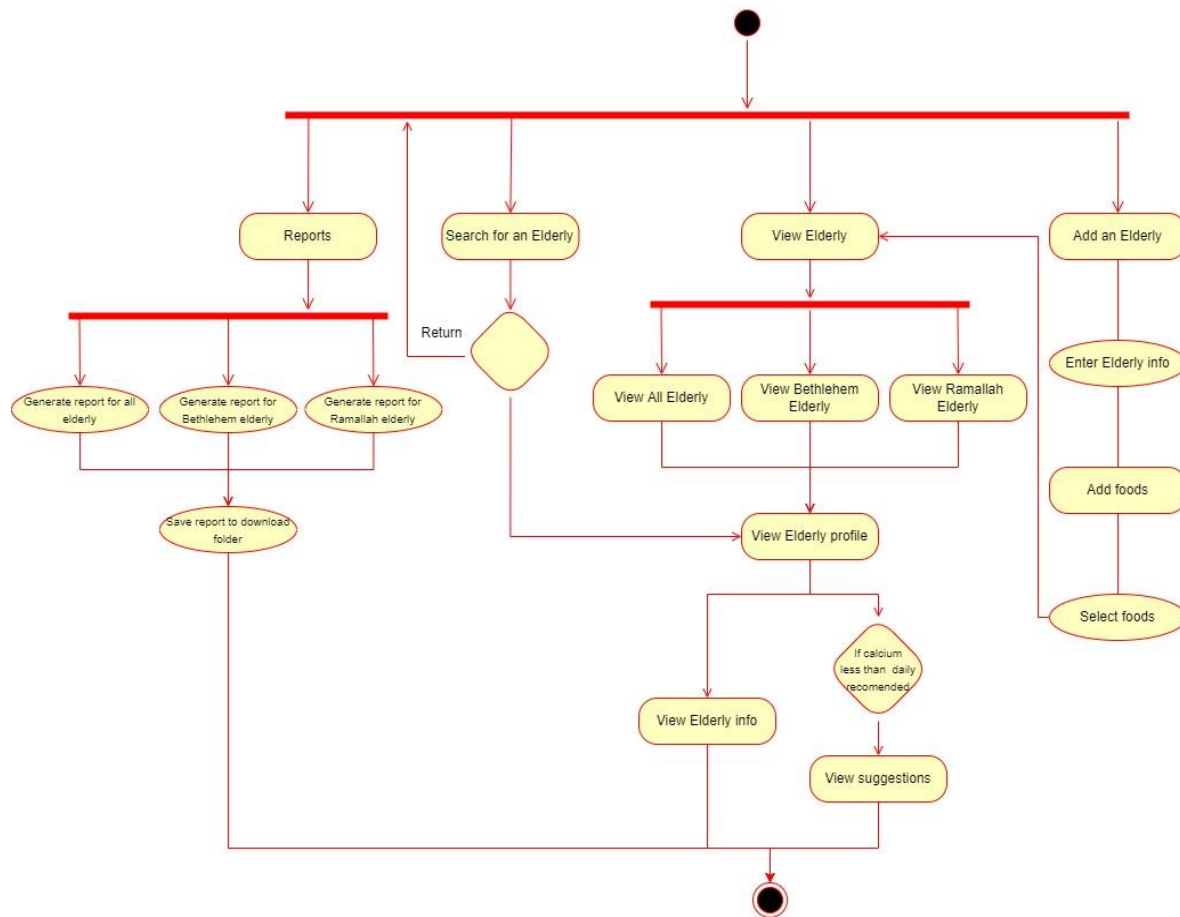 Reports
Search for an Elderly
View Elderly
Add an Elderly
Return
Enter Elderly info
Generate report for all
elderly
Generate report for
Bethlehem elderly
Generate report for
Ramallah elderly
View All Elderly
View Bethlehem
Elderly
View Ramallah
Elderly
Add foods
Save report to download
folder
View Elderly profile
Select foods
If calcium
less than daily
recomended
View Elderly info
View suggestions